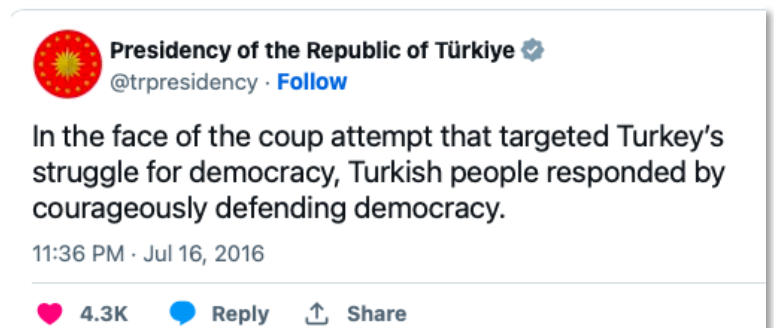 Presidency of the Republic of Türkiye
@trpresidency · Follow
In the face of the coup attempt that targeted Turkey's
struggle for democracy, Turkish people responded by
courageously defending democracy.
11:36 PM · Jul 16, 2016
4.3K Reply Share